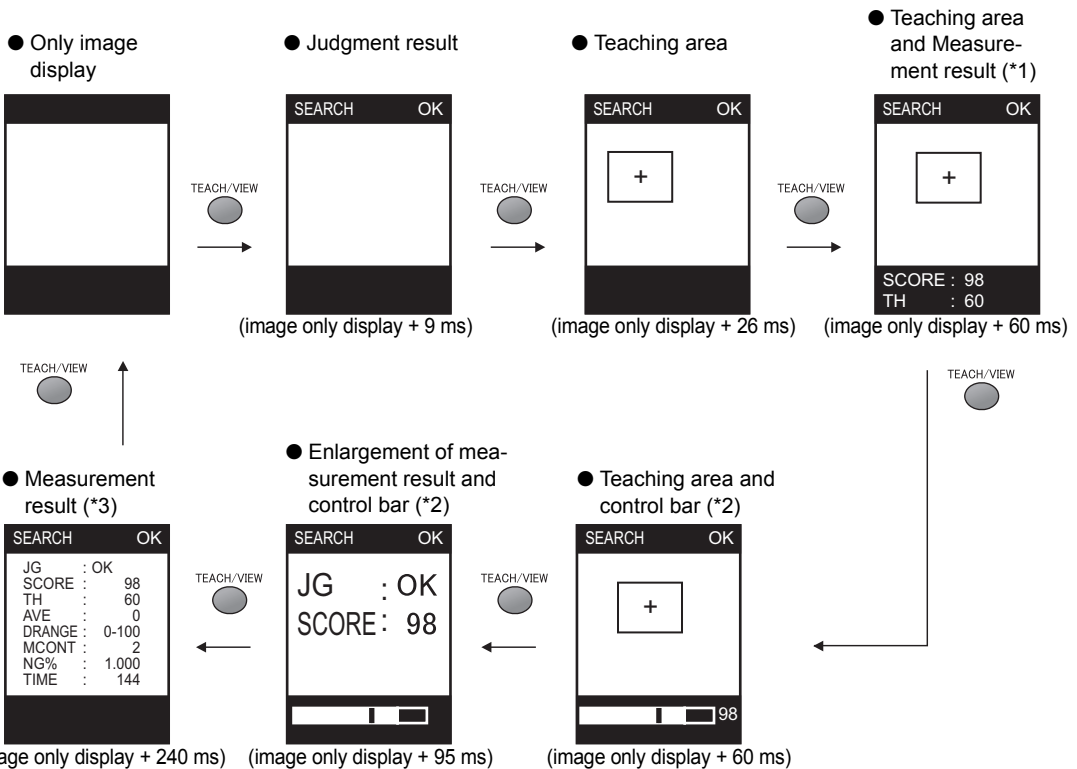 ● Only image
display
● Judgment result
● Teaching area
● Teaching area
and Measure-
ment result (*1)
SEARCH OK
SEARCH OK
SEARCH OK
+
+
TEACH/VIEW
TEACH/VIEW
TEACH/VIEW
SCORE : 98
TH : 60
(image only display + 9 ms)
(image only display + 26 ms)
(image only display + 60 ms)
TEACH/VIEW
TEACH/VIEW
● Measurement
result (*3)
● Enlargement of mea-
surement result and
control bar (*2)
● Teaching area and
control bar (*2)
SEARCH OK
JG : OK
SCORE : 98
TH : 60
AVE : 0
DRANGE : 0-100
MCONT : 2
NG% : 1.000
TIME : 144
TEACH/VIEW
SEARCH OK
JG : OK
SCORE : 98
TEACH/VIEW
SEARCH OK
+
98
age only display + 240 ms)
(image only display + 95 ms)
(image only display + 60 ms)